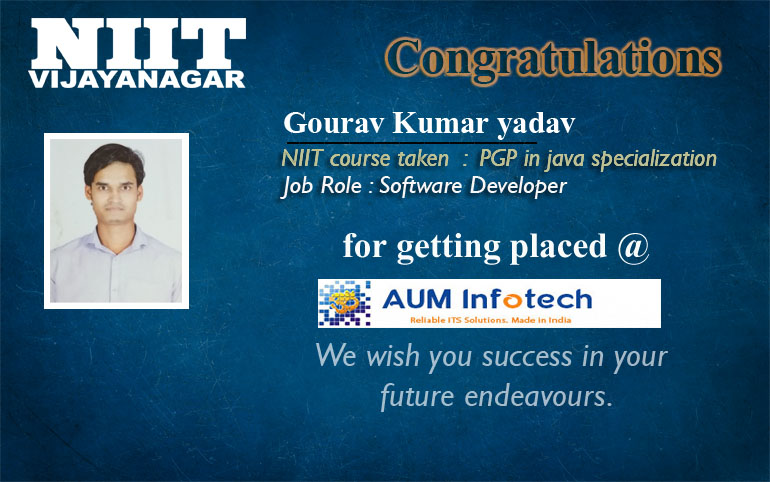 NIIT
VIJAYANAGAR
Congratulations
Gourav Kumar yadav
NIIT course taken : PGP in java specialization
Job Role : Software Developer
for getting placed @
AUM Infotech
Reliable ITS Solutions. Made in India
We wish you success in your
future endeavours.